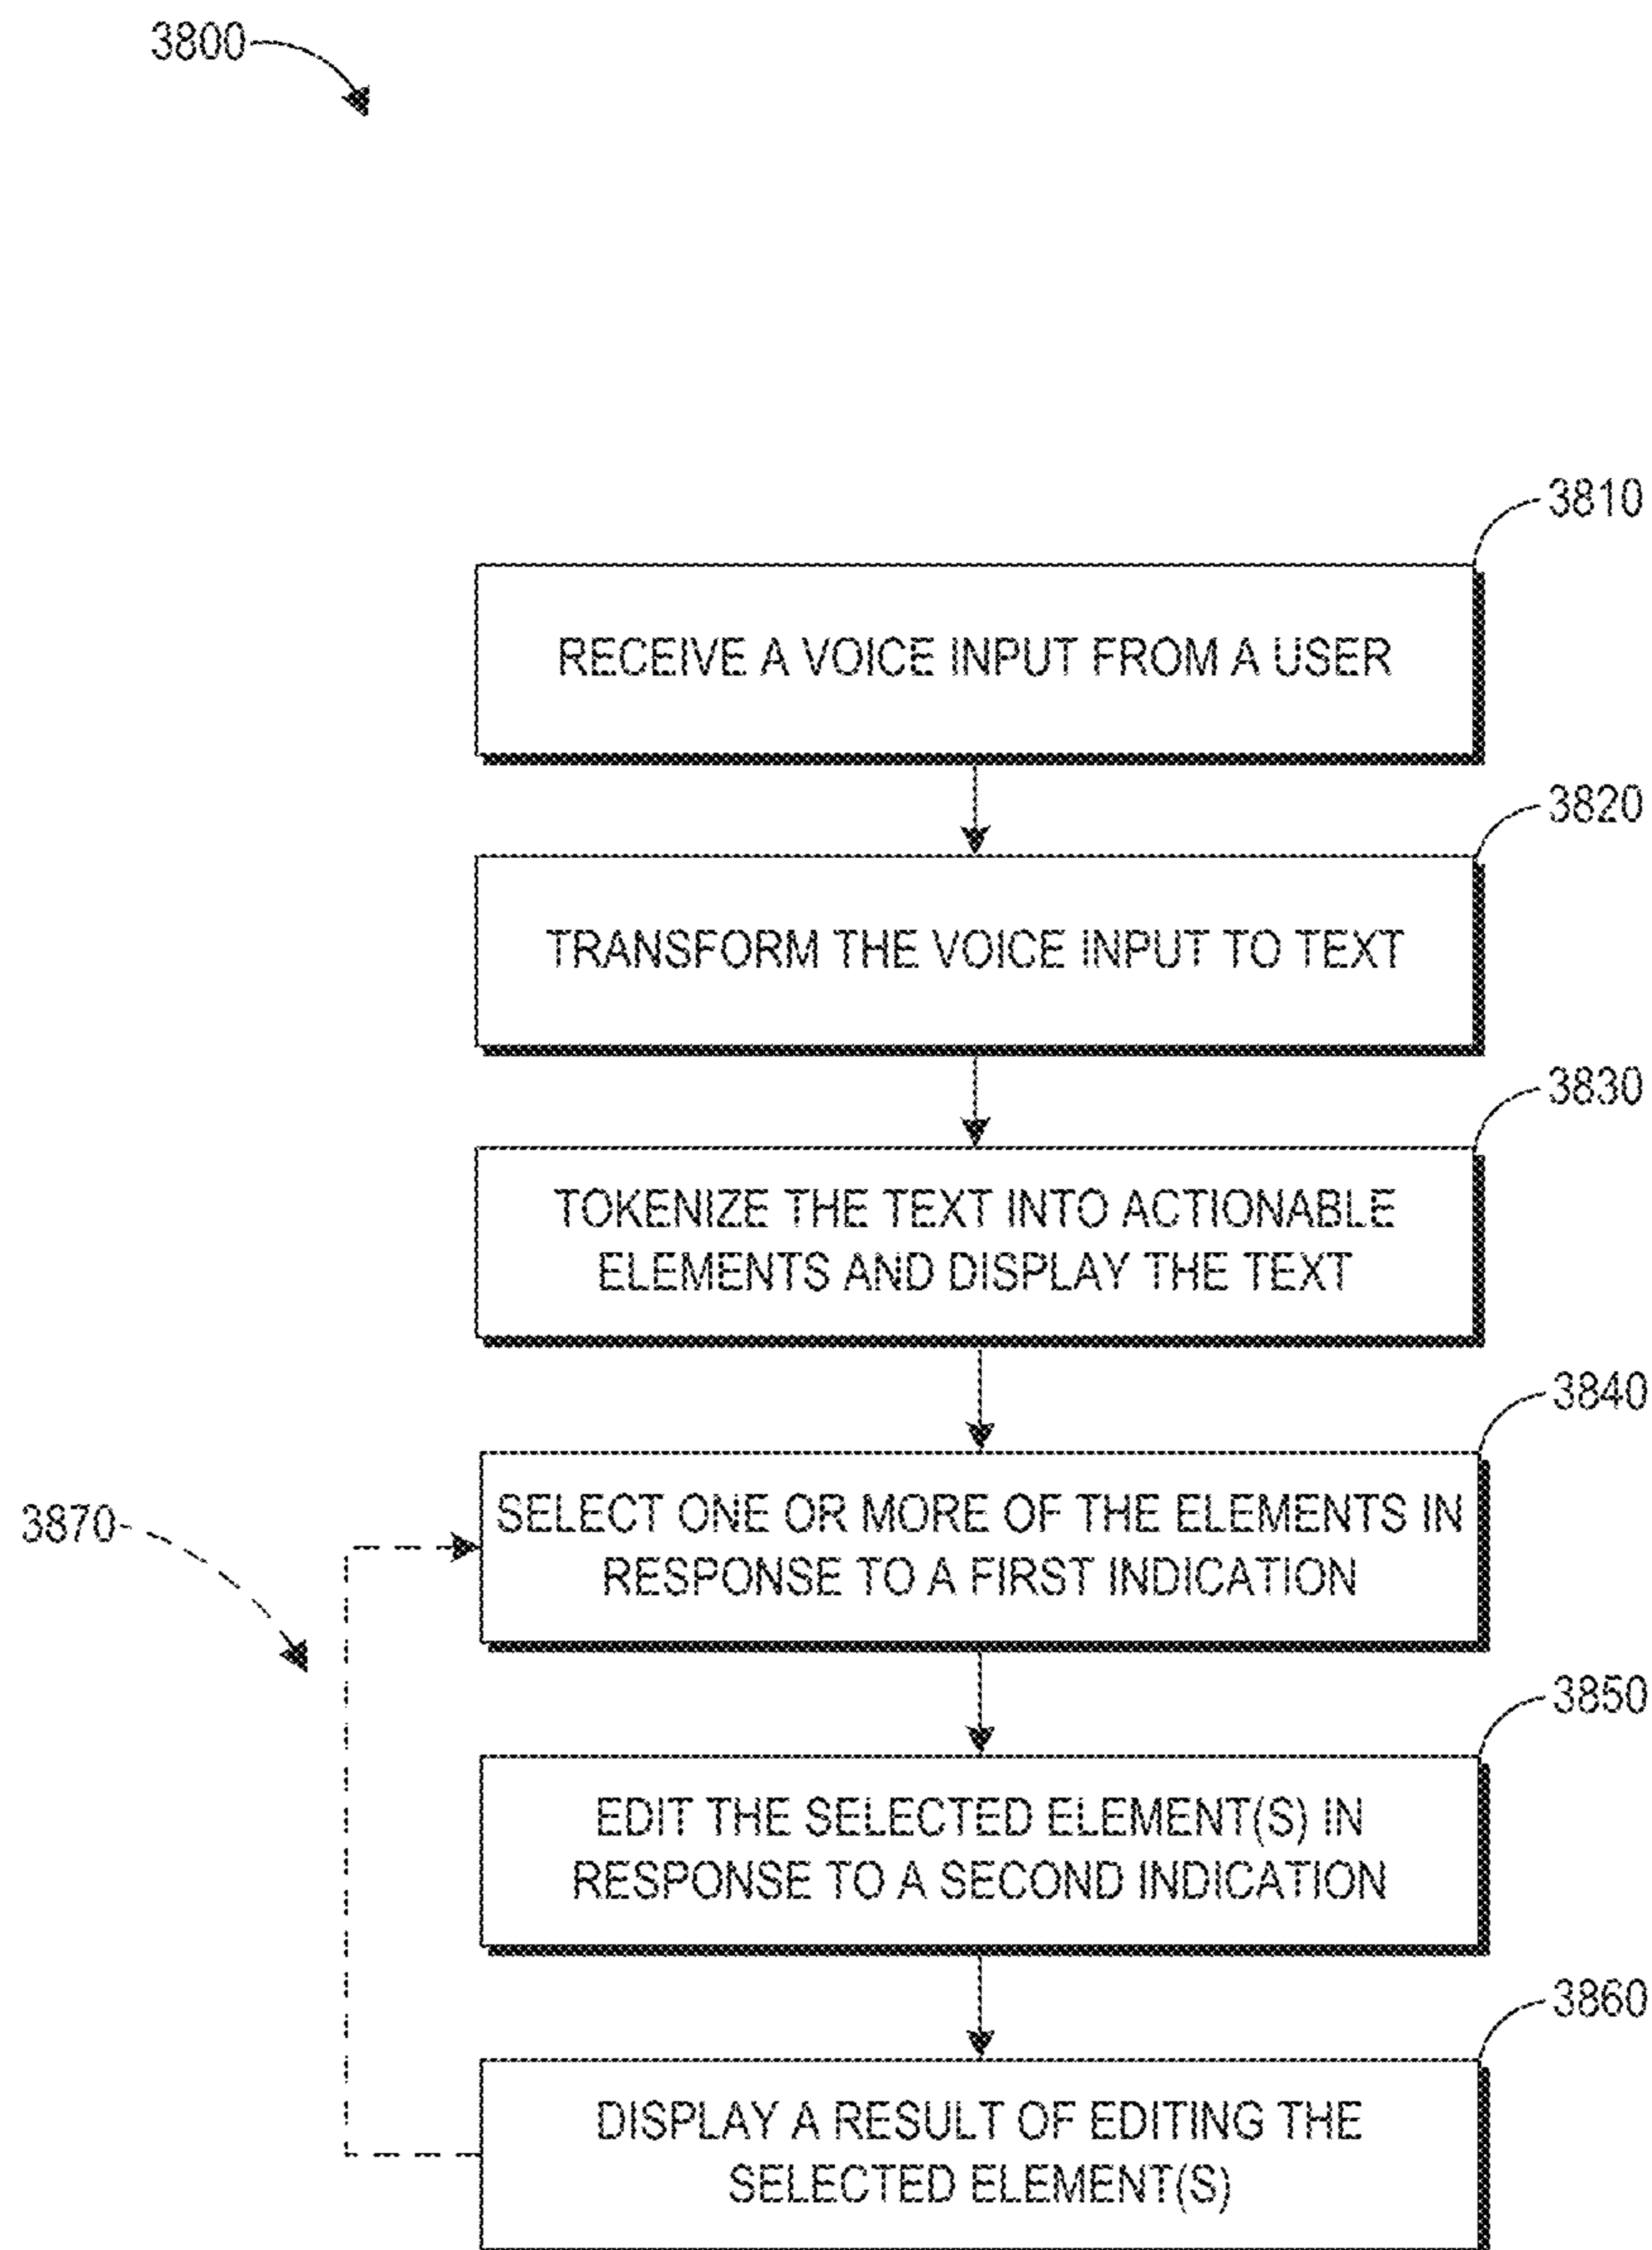 3800
3810
RECEIVE A VOICE INPUT FROM A USER
3820
TRANSFORM THE VOICE INPUT TO TEXT
3830
TOKENIZE THE TEXT INTO ACTIONABLE
ELEMENTS AND DISPLAY THE TEXT
3840
SELECT ONE OR MORE OF THE ELEMENTS IN
RESPONSE TO A FIRST INDICATION
3870
3850
EDIT THE SELECTED ELEMENT(S) IN
RESPONSE TO A SECOND INDICATION
3860
DISPLAY A RESULT OF EDITING THE
SELECTED ELEMENT(S)